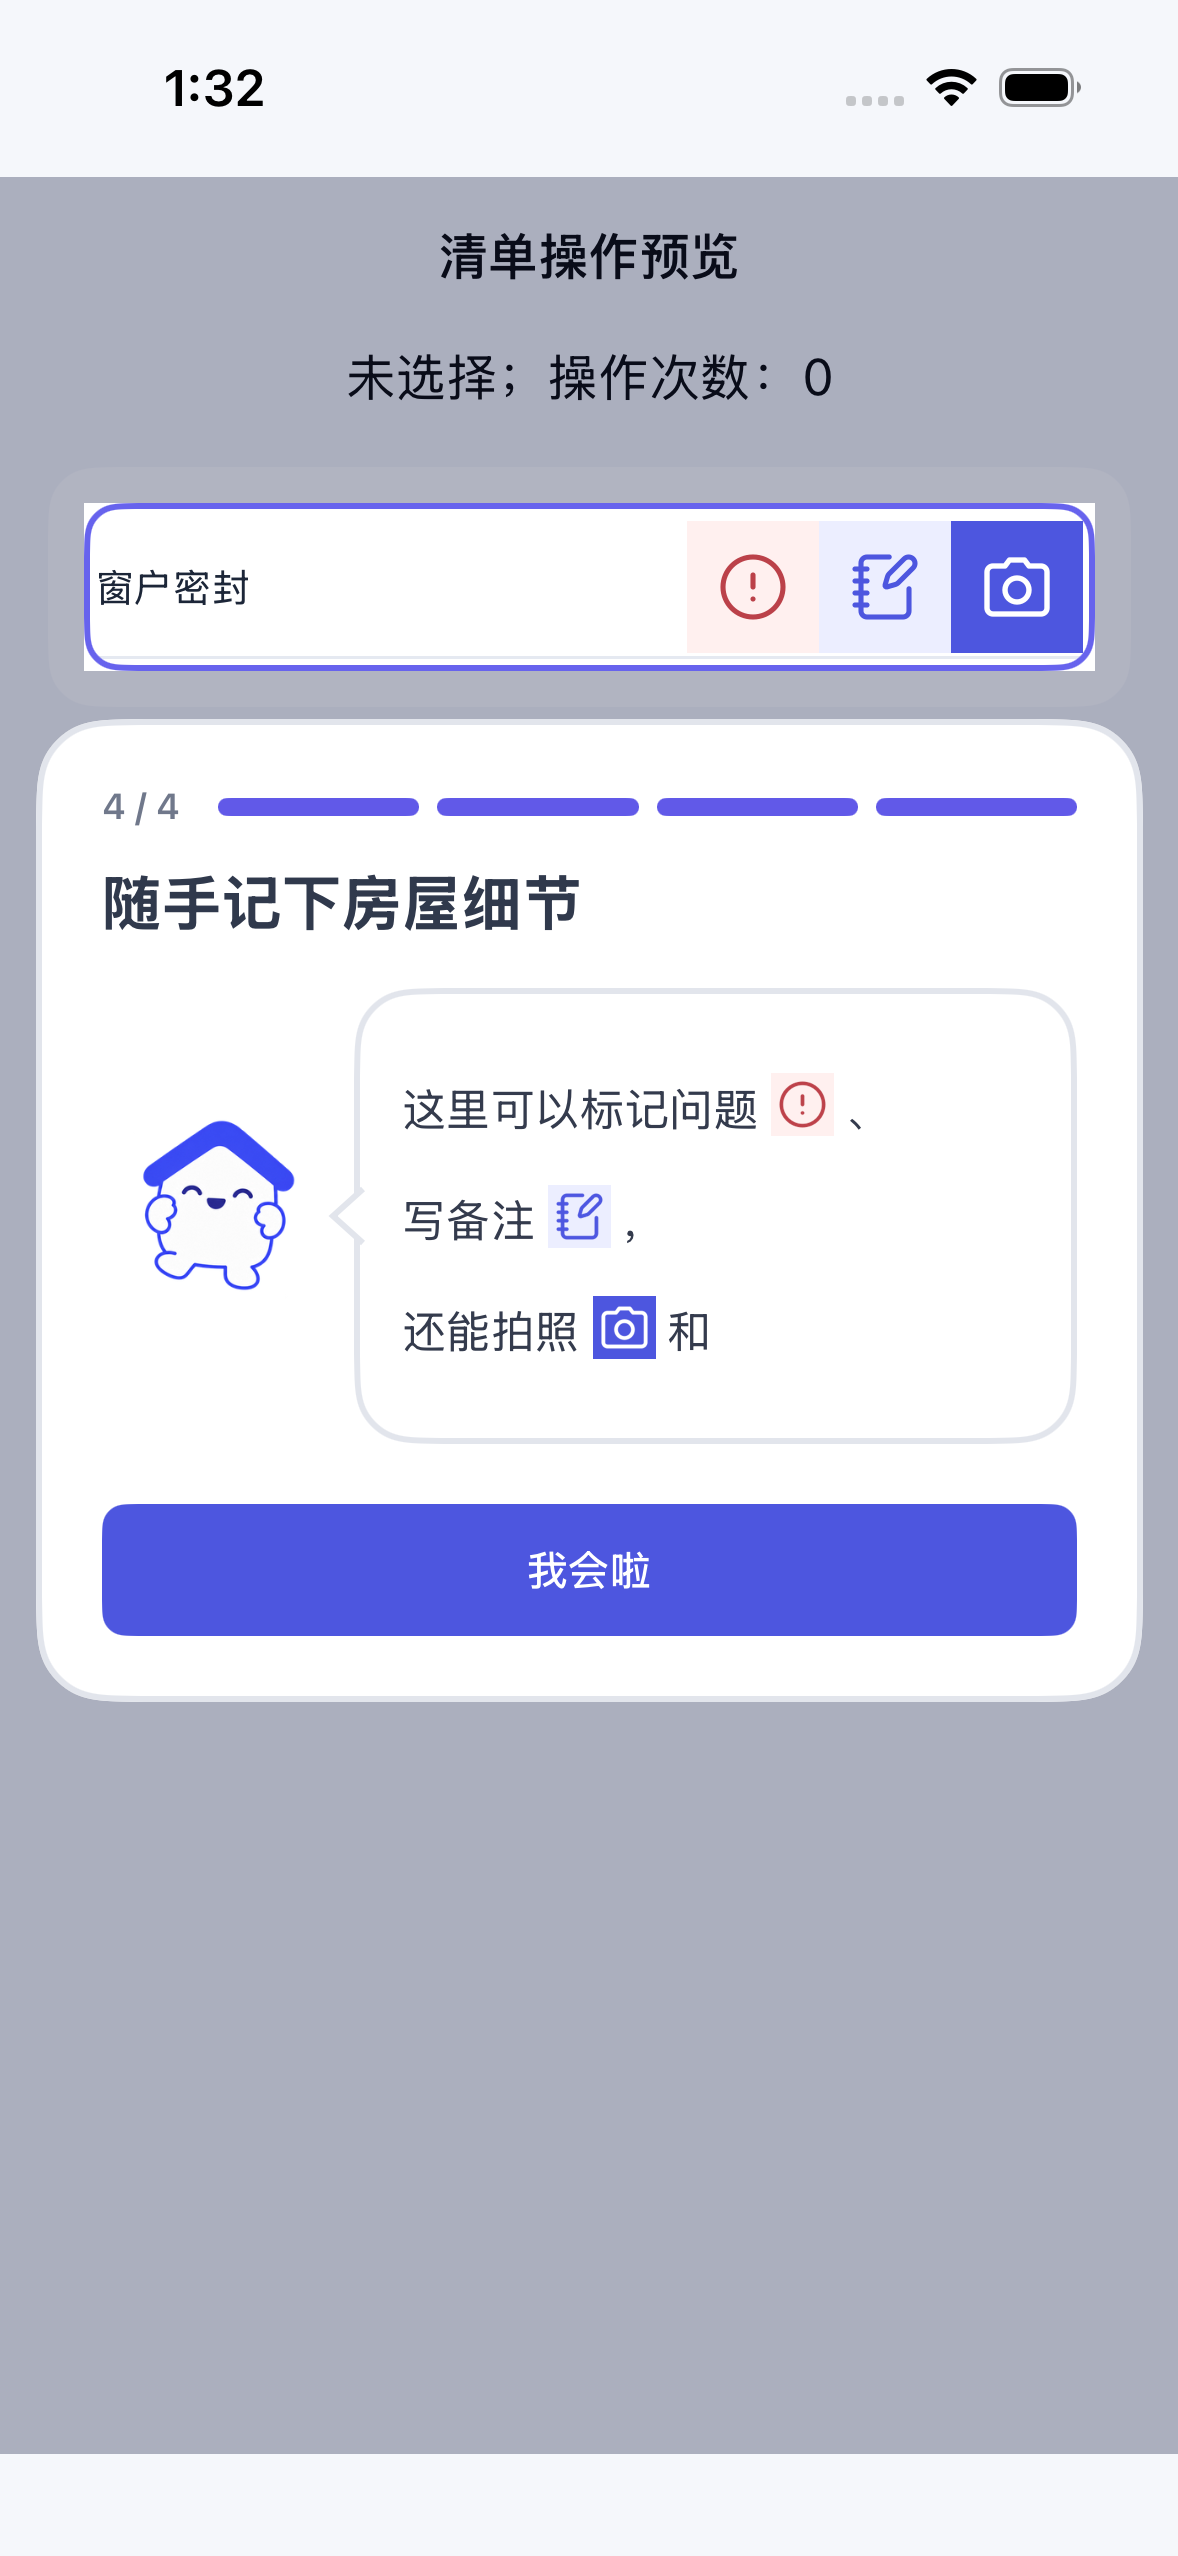 1:32
清单操作预览
未选择；操作次数：0
窗户密封
4 / 4
随手记下房屋细节
这里可以标记问题 、
写备注 ，
还能拍照 和
我会啦